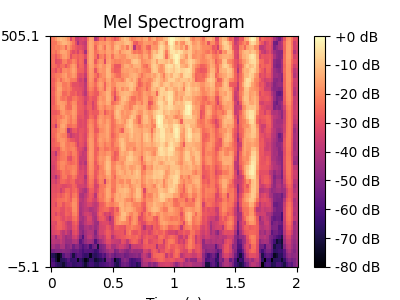 Mel Spectrogram
505.1
-5.1
0
0.5
1
1.5
2
+0 dB
-10 dB
-20 dB
-30 dB
-40 dB
-50 dB
-60 dB
-70 dB
-80 dB